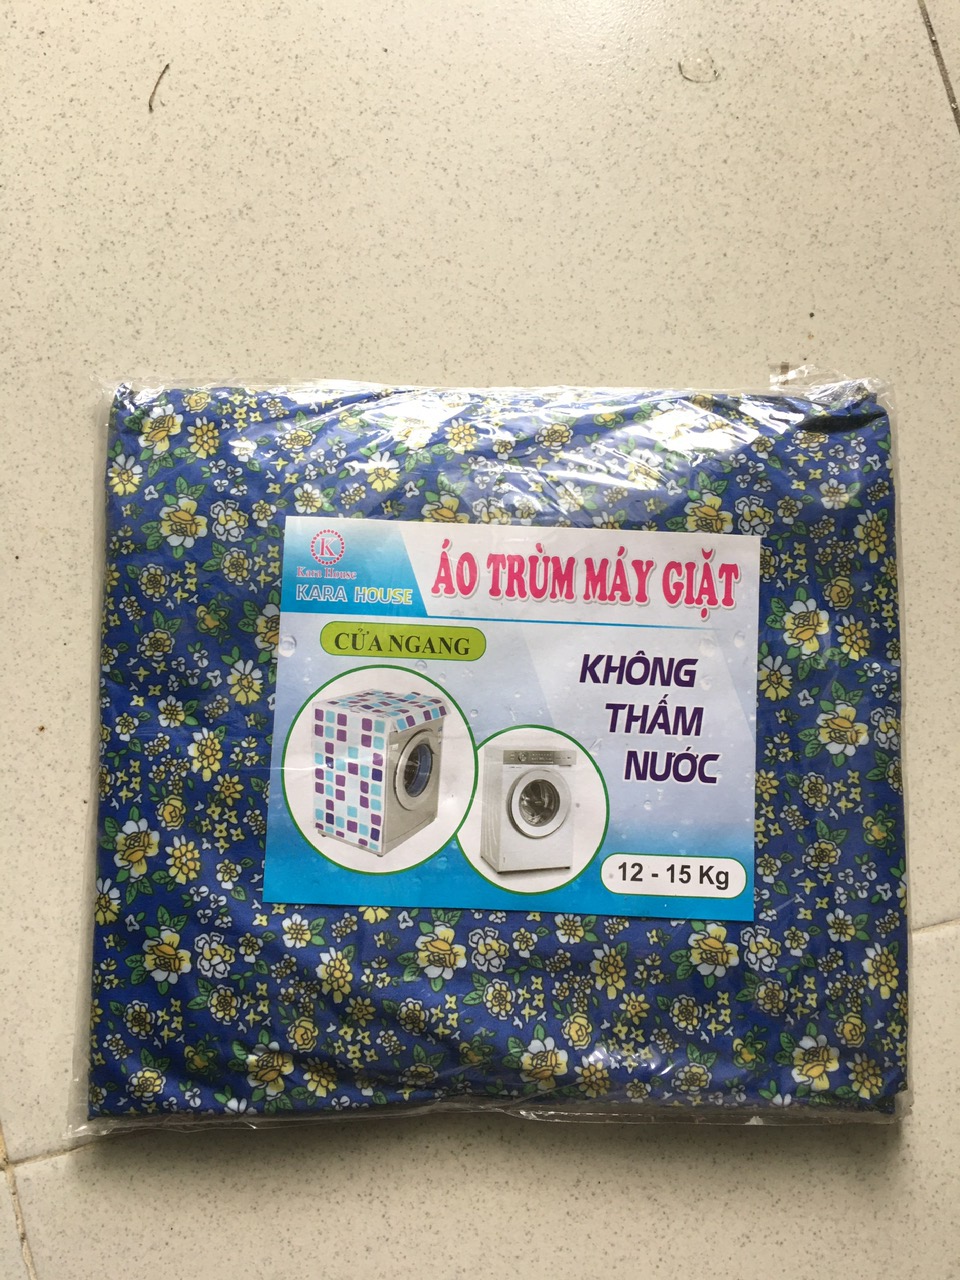 K
Kara House
KARA HOUSE
ÁO TRÙM MÁY GIẶT
CỬA NGANG
KHÔNG
THẤM
NƯỚC
12 - 15 Kg